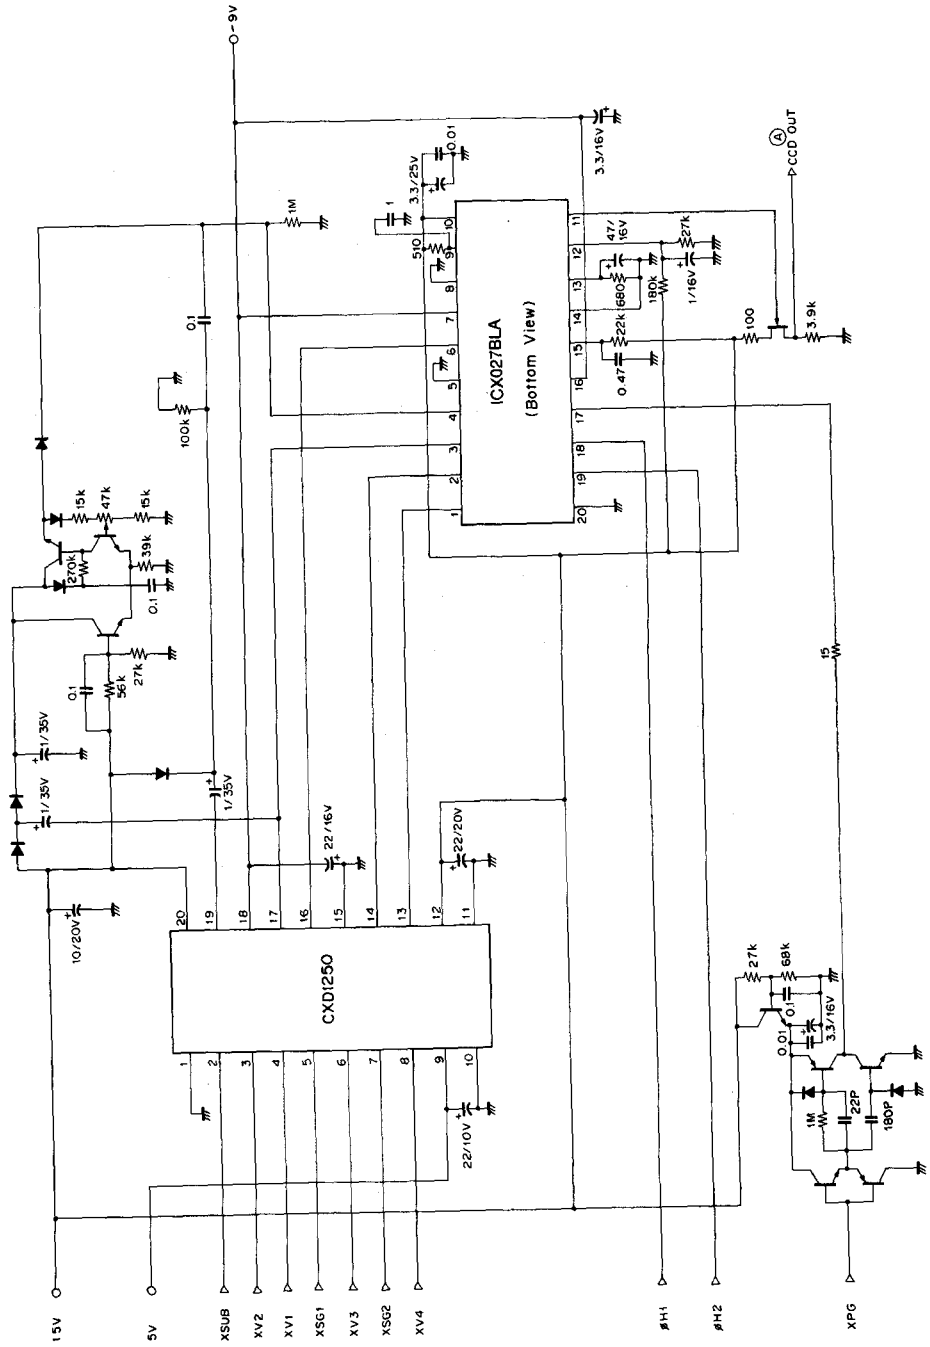 -9V
3.3/16V
3.3/25V
0.01
1
510
1M
0.1
100k
15k
47k
15k
270k
39k
0.1
0.1
56k
27k
1/35V
1/35V
1/35V
10/20V
22/16V
22/20V
ICX027BLA
(Bottom View)
1
2
3
4
5
6
7
8
9
10
11
12
13
14
15
16
17
18
19
20
47/
16V
680
180k
27k
1/16V
22k
0.47
100
3.9k
A
CCD OUT
20
19
18
17
16
15
14
13
12
11
CXD1250
1
2
3
4
5
6
7
8
9
10
22/10V
15
27k
68k
0.1
3.3/16V
0.01
1M
22P
180P
15V
5V
XSUB
XV2
XV1
XSG1
XV3
XSG2
XV4
øH1
øH2
XPG